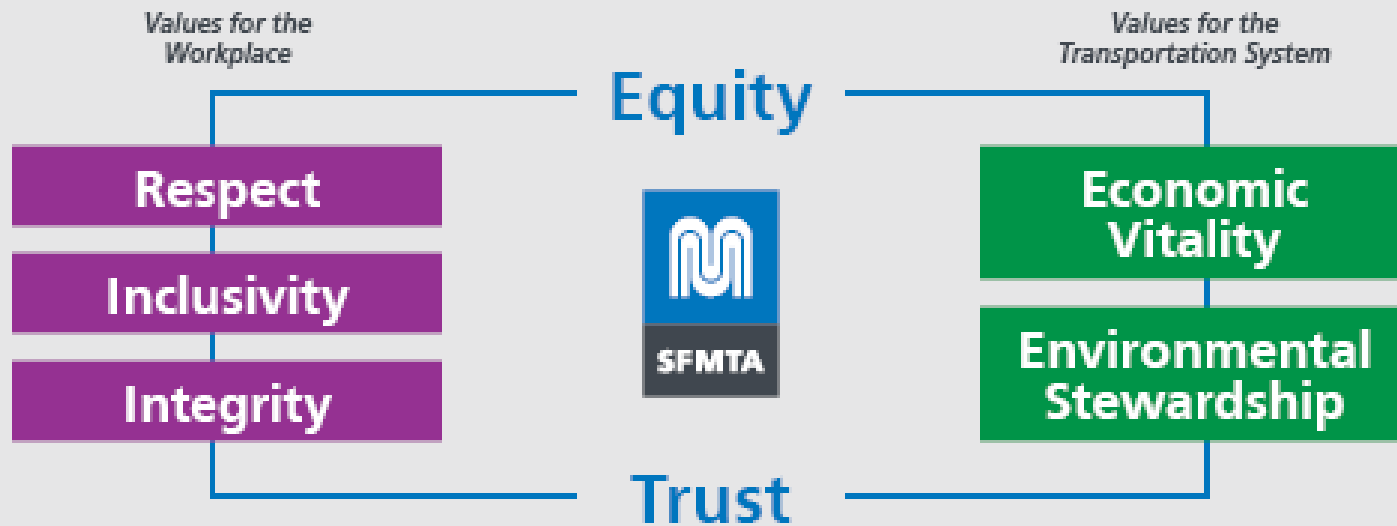 Values for the
Workplace
Values for the
Transportation System
Equity
Respect
Inclusivity
Integrity
SFMTA
Economic
Vitality
Environmental
Stewardship
Trust